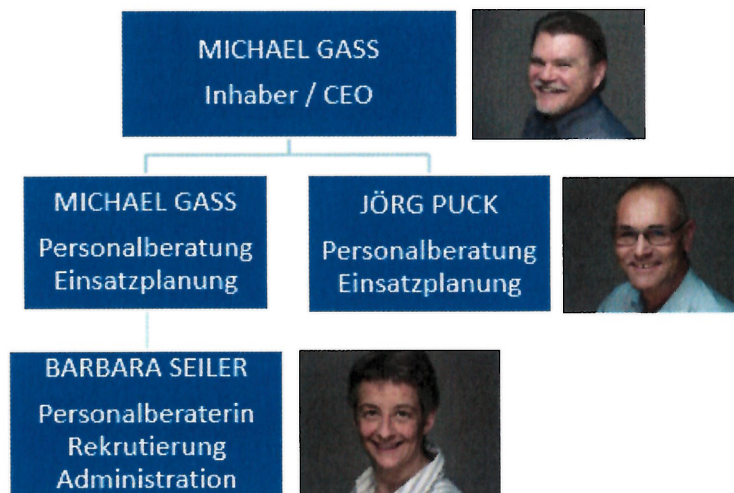 MICHAEL GASS
Inhaber / CEO
MICHAEL GASS
Personalberatung
Einsatzplanung
JÖRG PUCK
Personalberatung
Einsatzplanung
BARBARA SEILER
Personalberaterin
Rekrutierung
Administration